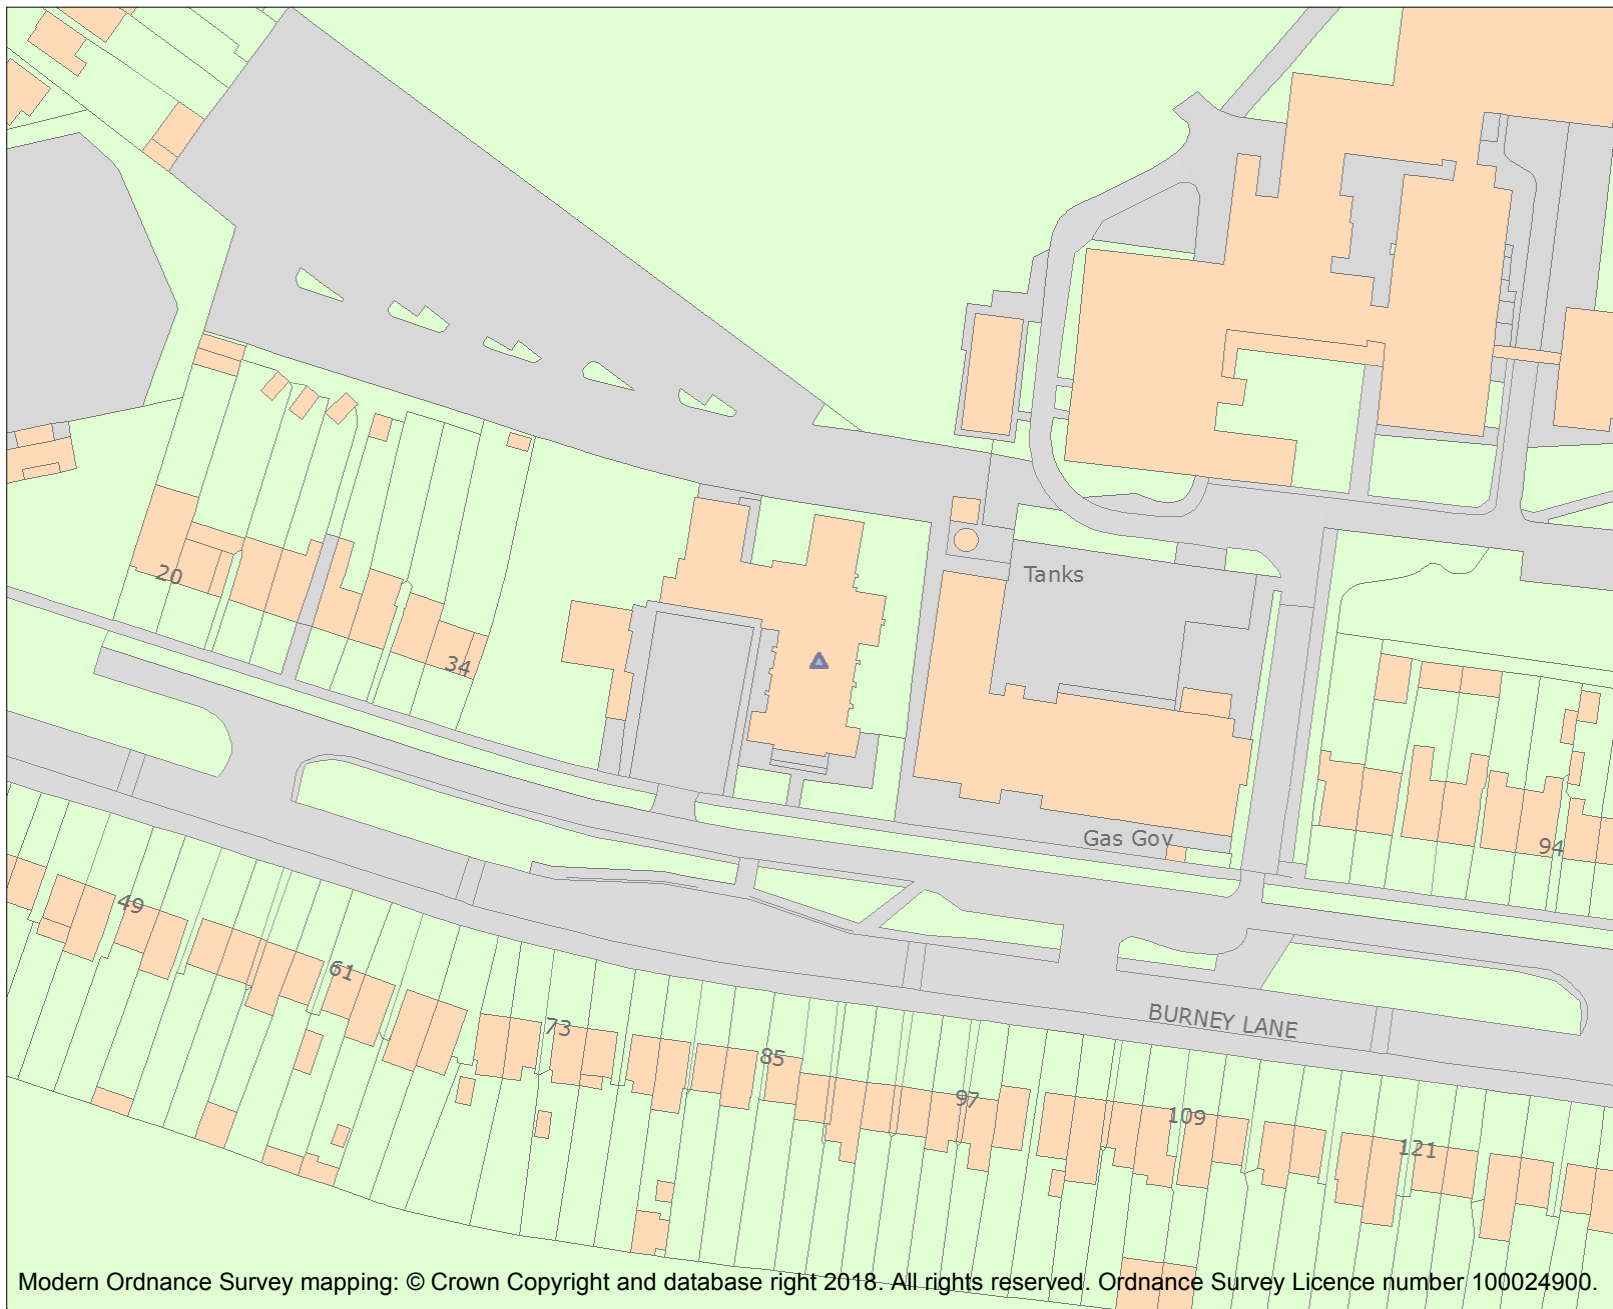 Tanks
20
34
Gas Gov
94
49
61
BURNEY LANE
73
85
97
109
121
Modern Ordnance Survey mapping: © Crown Copyright and database right 2018. All rights reserved. Ordnance Survey Licence number 100024900.